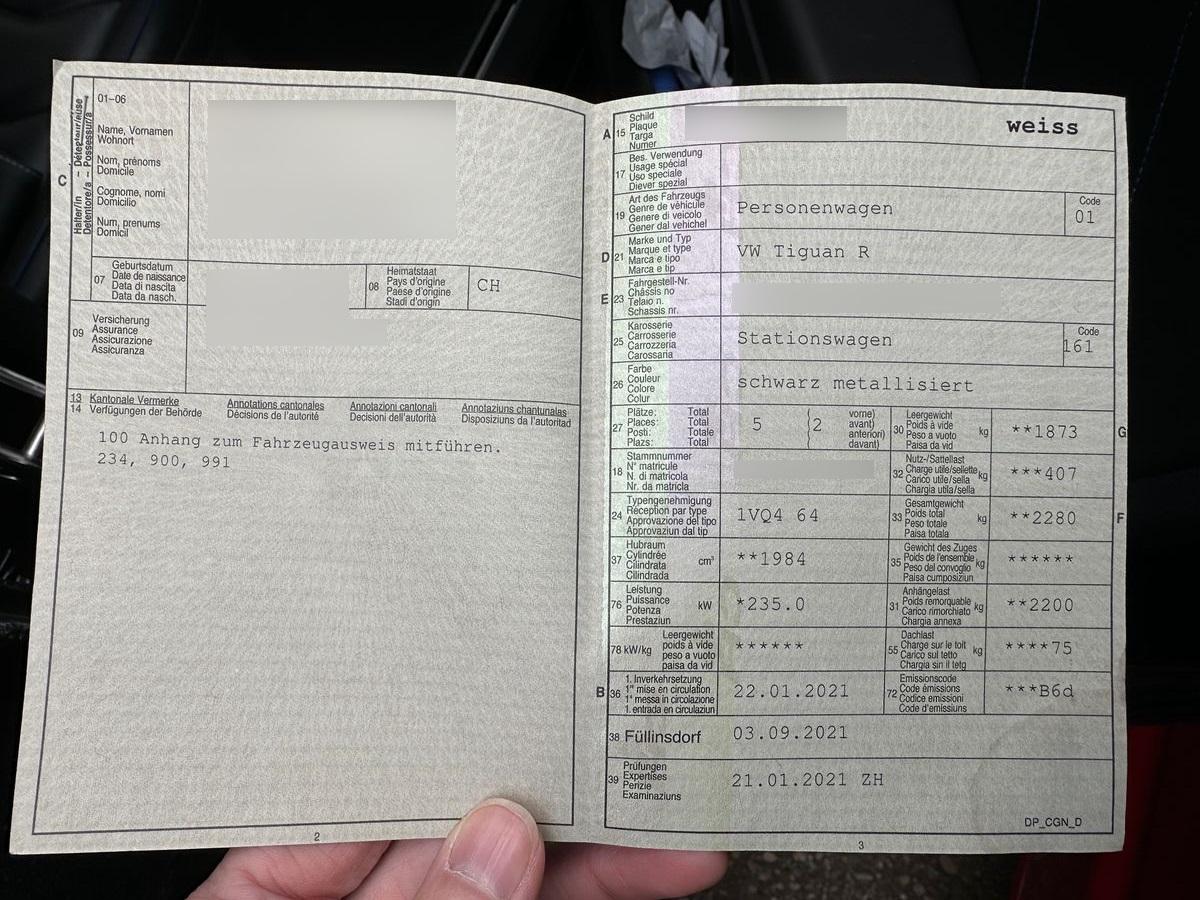 C
Halter/in – Détenteur/euse
Detentore/a – Possessur/a
01–06
Name, Vornamen
Wohnort
Nom, prénoms
Domicile
Cognome, nomi
Domicilio
Num, prenums
Domicil
07
Geburtsdatum
Date de naissance
Data di nascita
Data da nasch.
08
Heimatstaat
Pays d'origine
Paese d'origine
Stadi d'origin
CH
09
Versicherung
Assurance
Assicurazione
Assicuranza
13 Kantonale Vermerke Annotations cantonales Annotazioni cantonali Annotaziuns chantunalas
14 Verfügungen der Behörde Décisions de l'autorité Decisioni dell'autorità Disposiziuns da l'autoritad
100 Anhang zum Fahrzeugausweis mitführen.
234, 900, 991
2
A 15
Schild
Plaque
Targa
Numer
weiss
17
Bes. Verwendung
Usage spécial
Uso speciale
Diever spezial
19
Art des Fahrzeugs
Genre de véhicule
Genere di veicolo
Gener dal vehichel
Personenwagen
Code
01
D 21
Marke und Typ
Marque et type
Marca e tipo
Marca e tip
VW Tiguan R
E 23
Fahrgestell-Nr.
Châssis no
Telaio n.
Schassis nr.
25
Karosserie
Carrosserie
Carrozzeria
Carossaria
Stationswagen
Code
161
26
Farbe
Couleur
Colore
Colur
schwarz metallisiert
27
Plätze: Total
Places: Total
Posti: Totale
Plazs: Total
5
2
vorne)
avant)
anteriori)
davant)
30
Leergewicht
Poids à vide
Peso a vuoto
Paisa da vid
kg
**1873
G
18
Stammnummer
N° matricule
N. di matricola
Nr. da matricla
32
Nutz-/Sattellast
Charge utile/sellette
Carico utile/sella
Chargia utila/sella
kg
***407
24
Typengenehmigung
Réception par type
Approvazione del tipo
Approvaziun dal tip
1VQ4 64
33
Gesamtgewicht
Poids total
Peso totale
Paisa totala
kg
**2280
F
37
Hubraum
Cylindrée
Cilindrata
Cilindrada
cm³
**1984
35
Gewicht des Zuges
Poids de l'ensemble
Peso del convoglio
Paisa cumposiziun
kg
******
76
Leistung
Puissance
Potenza
Prestaziun
kW
*235.0
31
Anhängelast
Poids remorquable
Carico rimorchiato
Chargia annexa
kg
**2200
78 kW/kg
Leergewicht
poids à vide
peso a vuoto
paisa da vid
******
55
Dachlast
Charge sur le toit
Carico sul tetto
Chargia sin il tetg
kg
****75
B 36
1. Inverkehrsetzung
1re mise en circulation
1a messa in circolazione
1. entrada en circulaziun
22.01.2021
72
Emissionscode
Code émissions
Codice emissioni
Code d'emissiuns
***B6d
38 Füllinsdorf
03.09.2021
39
Prüfungen
Expertises
Perizie
Examinaziuns
21.01.2021 ZH
DP_CGN_D
3